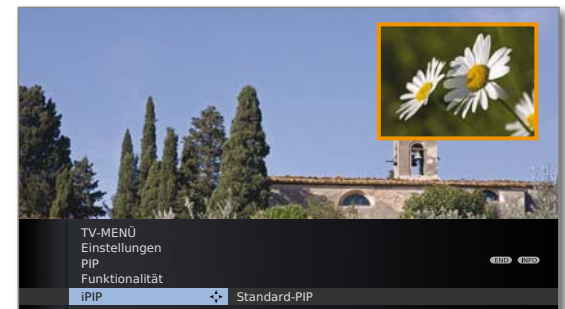 TV-MENÜ
Einstellungen
PIP
END INFO
Funktionalität
iPIP Standard-PIP